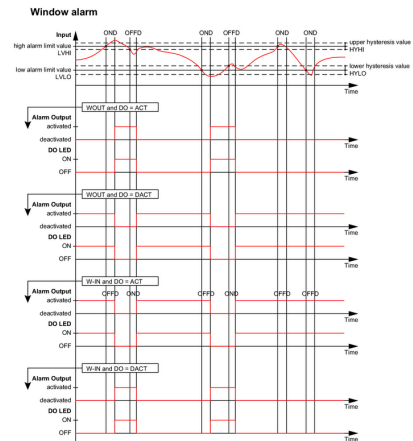 Window alarm
Input
OND OFFD OND OFFD OND OND
high alarm limit value
LVHI
upper hysteresis value
HYHI
low alarm limit value
LVLO
lower hysteresis value
HYLO
Time
WOUT and DO = ACT
Alarm Output
activated
deactivated
Time
DO LED
ON
OFF
Time
WOUT and DO = DACT
Alarm Output
activated
deactivated
Time
DO LED
ON
OFF
Time
W-IN and DO = ACT
Alarm Output
OFFD OND OFFD OND OFFD OFFD
activated
deactivated
Time
DO LED
ON
OFF
Time
W-IN and DO = DACT
Alarm Output
activated
deactivated
Time
DO LED
ON
OFF
Time